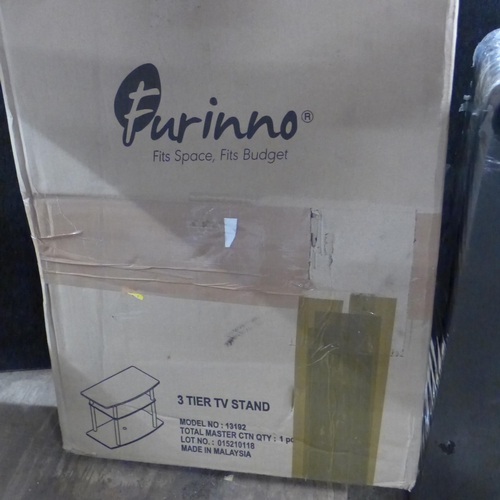 Furinno®
Fits Space, Fits Budget
3 TIER TV STAND
MODEL NO : 13192
TOTAL MASTER CTN QTY : 1 pc
LOT NO. : 015210118
MADE IN MALAYSIA